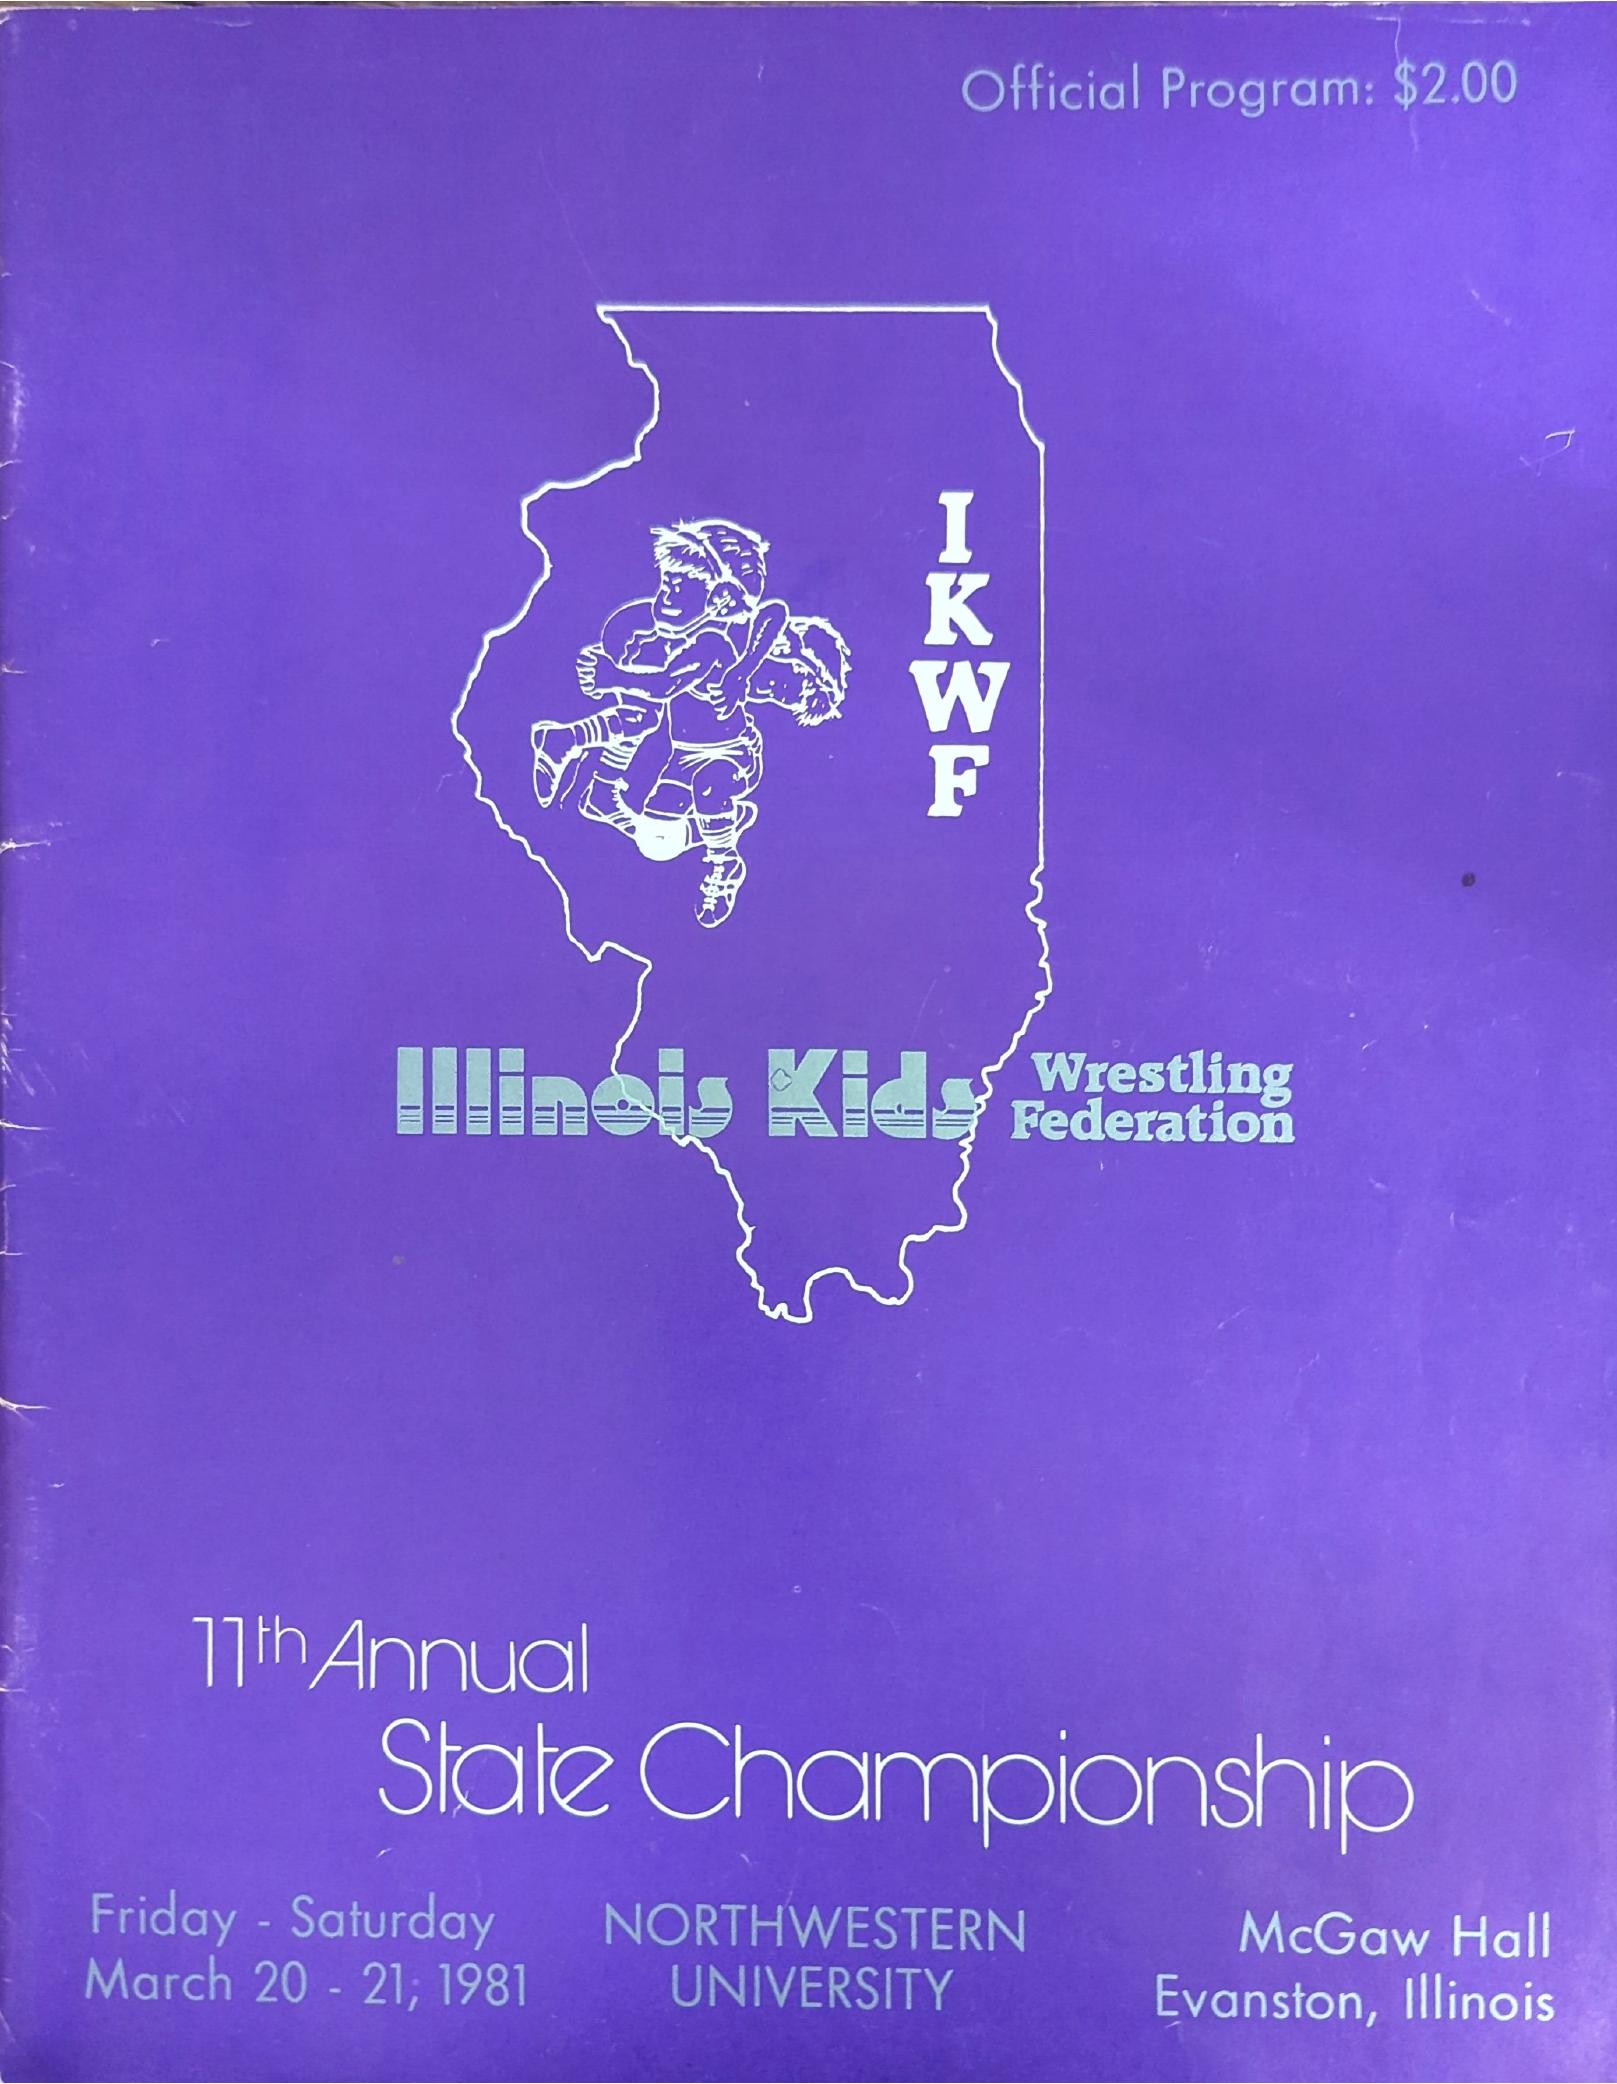 Official Program: $2.00
I
K
W
F
Illinois Kids Wrestling
Federation
11th Annual
State Championship
Friday - Saturday
March 20 - 21, 1981
NORTHWESTERN
UNIVERSITY
McGaw Hall
Evanston, Illinois